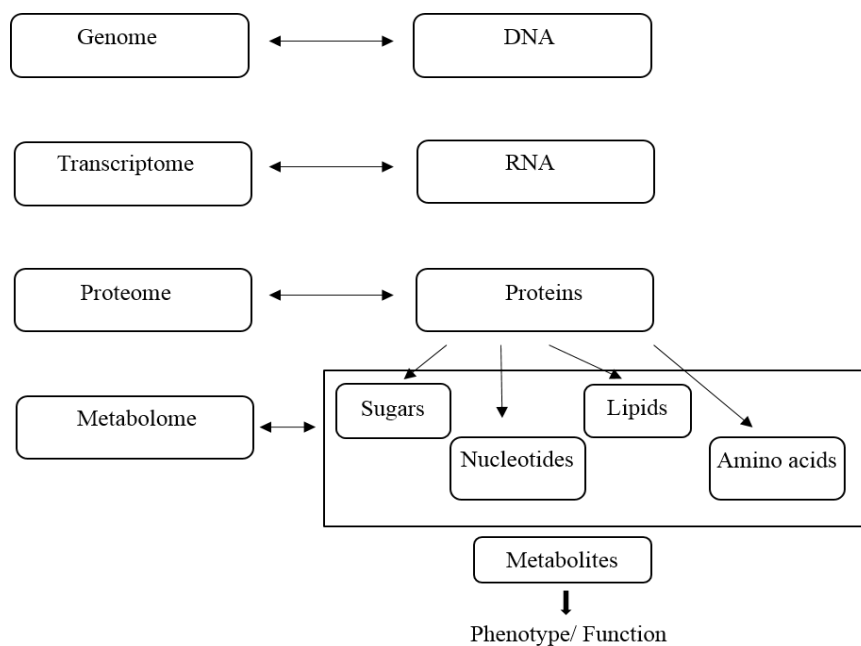 Genome
DNA
Transcriptome
RNA
Proteome
Proteins
Metabolome
Sugars
Lipids
Nucleotides
Amino acids
Metabolites
Phenotype/ Function